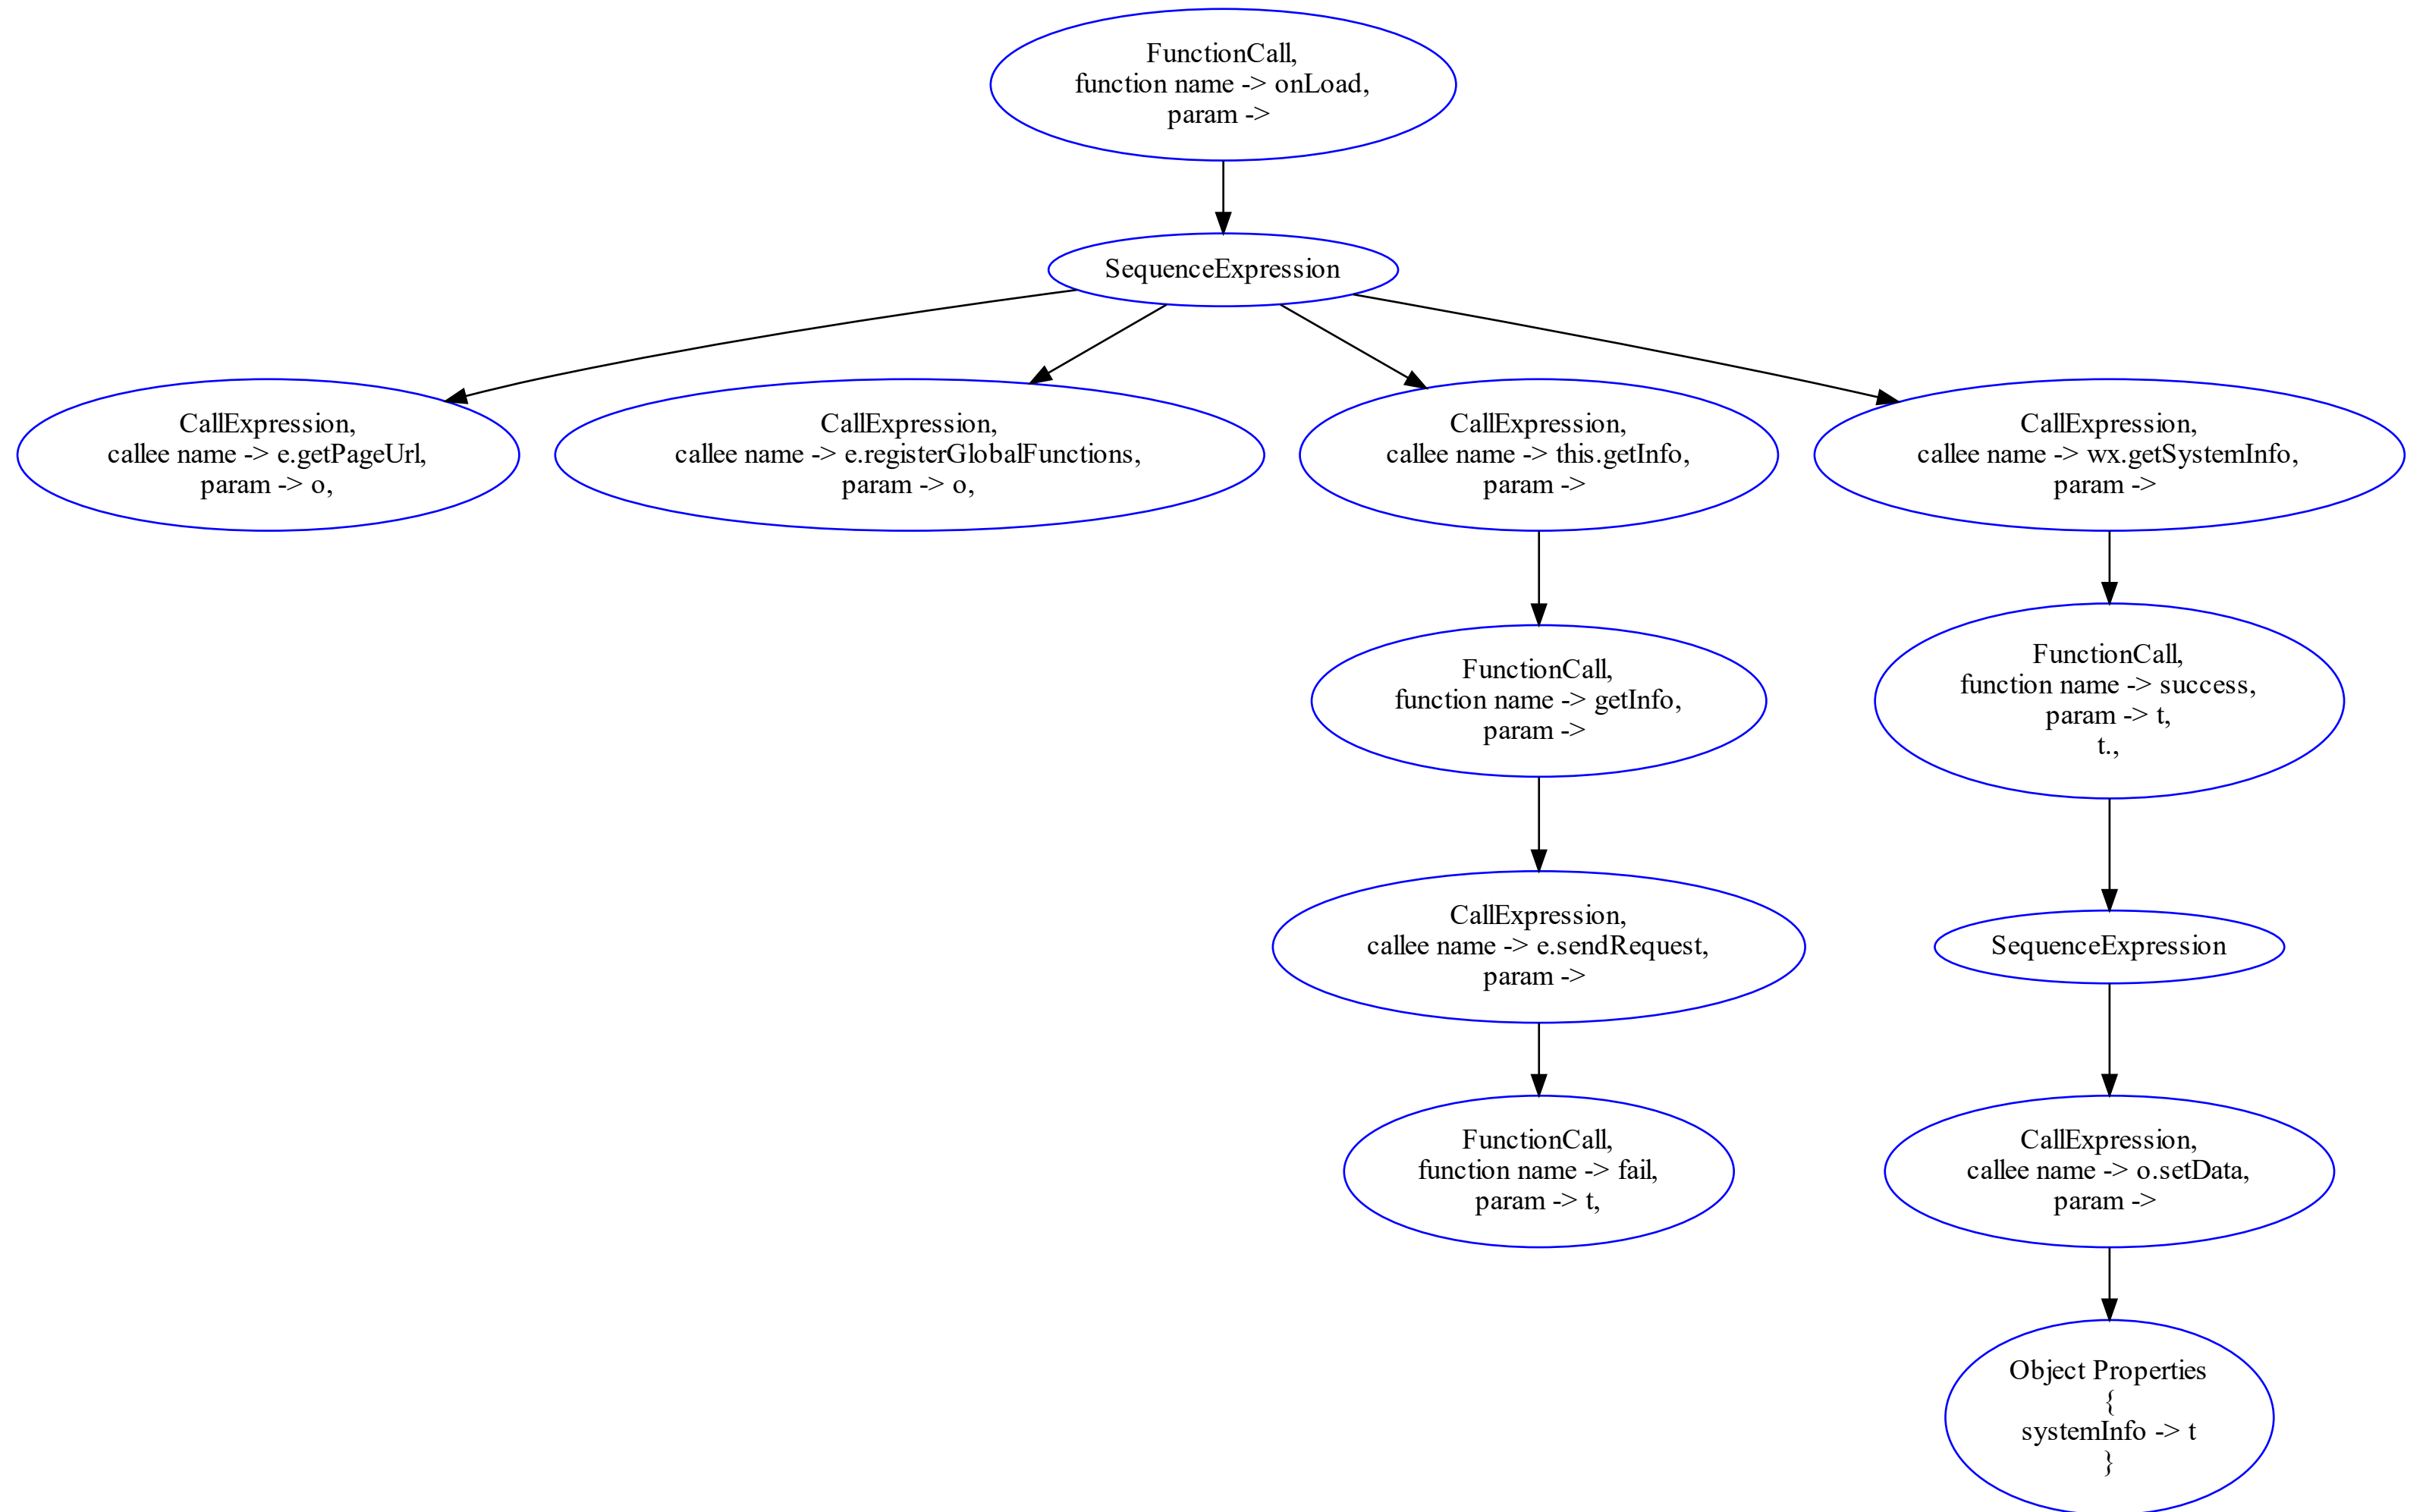 FunctionCall,
function name -> onLoad,
param ->
SequenceExpression
CallExpression,
callee name -> e.getPageUrl,
param -> o,
CallExpression,
callee name -> e.registerGlobalFunctions,
param -> o,
CallExpression,
callee name -> this.getInfo,
param ->
CallExpression,
callee name -> wx.getSystemInfo,
param ->
FunctionCall,
function name -> getInfo,
param ->
FunctionCall,
function name -> success,
param -> t,
t.,
CallExpression,
callee name -> e.sendRequest,
param ->
SequenceExpression
FunctionCall,
function name -> fail,
param -> t,
CallExpression,
callee name -> o.setData,
param ->
Object Properties
{
systemInfo -> t
}